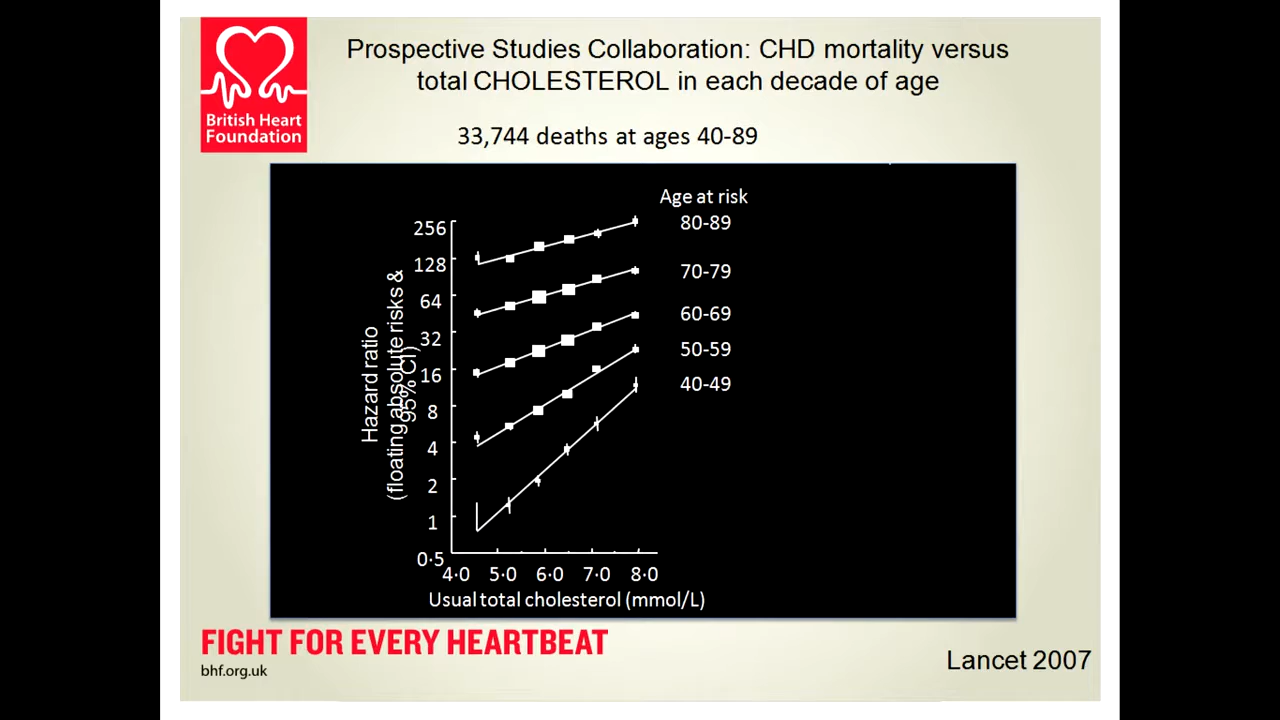 Prospective Studies Collaboration: CHD mortality versus
total CHOLESTEROL in each decade of age
British Heart
Foundation
33,744 deaths at ages 40-89
Age at risk
80-89
70-79
60-69
50-59
40-49
256
128
64
32
16
8
4
2
1
0·5
Hazard ratio
(floating absolute risks &
95% CI)
4·0 5·0 6·0 7·0 8·0
Usual total cholesterol (mmol/L)
FIGHT FOR EVERY HEARTBEAT
bhf.org.uk
Lancet 2007